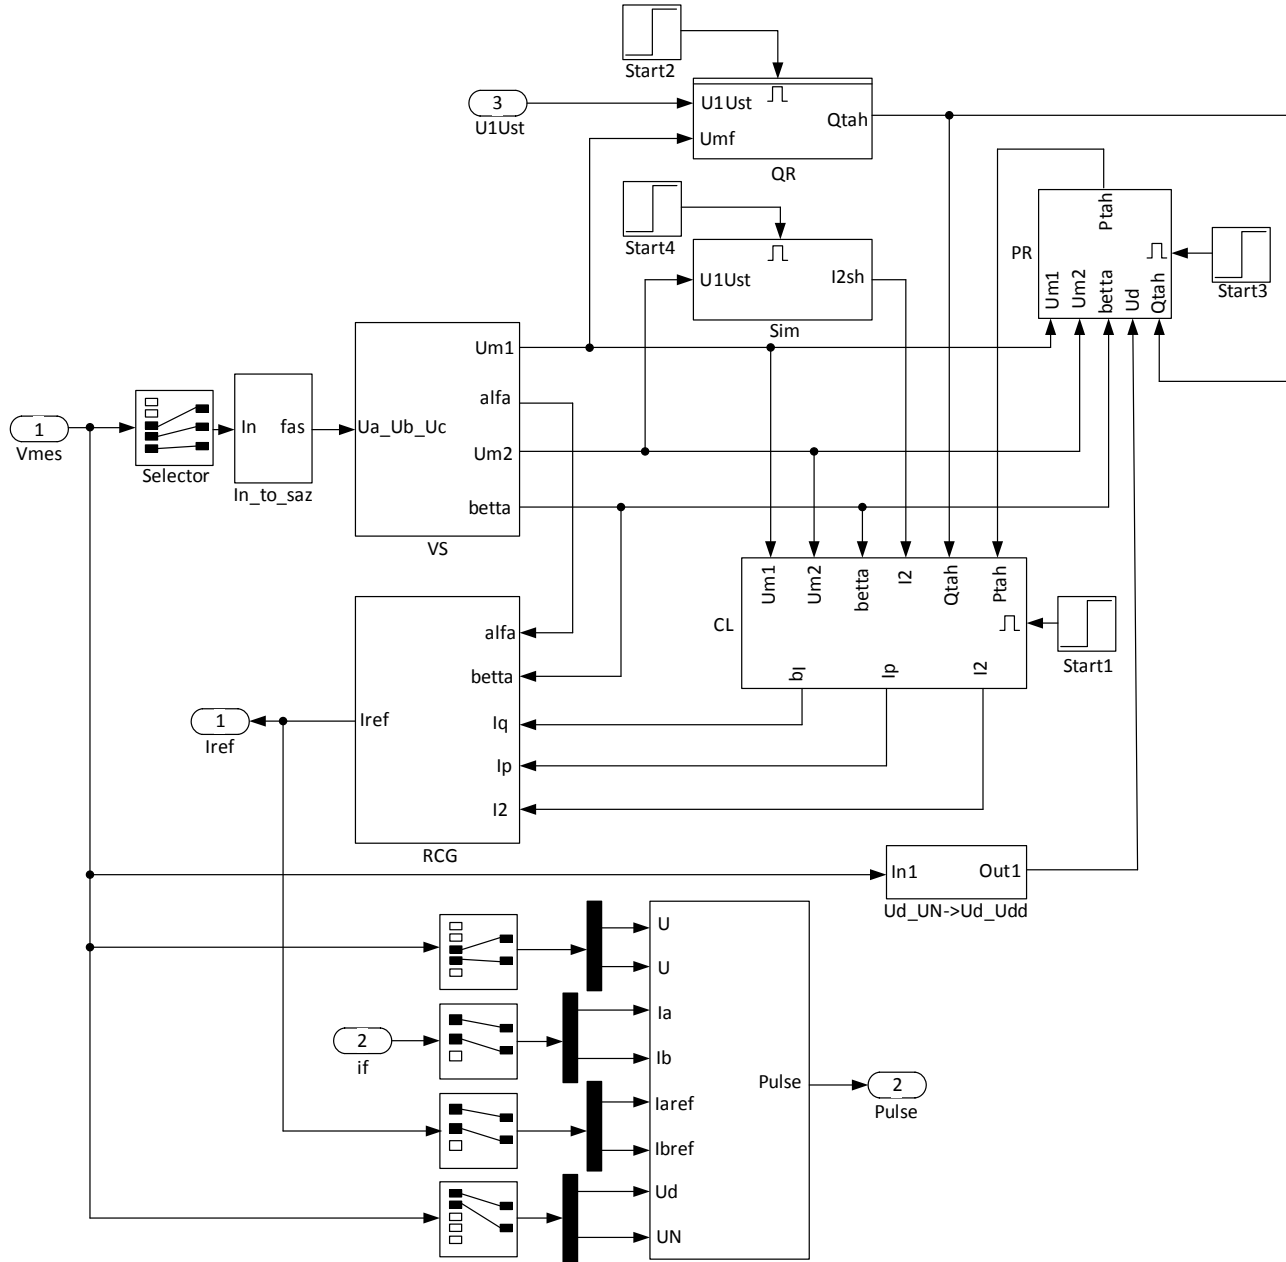 Start2
3
U1Ust
U1Ust
Umf
Qtah
QR
Start4
U1Ust
I2sh
Sim
Ptah
PR
Um1
Um2
betta
Ud
Qtah
Start3
1
Vmes
Selector
In
fas
In_to_saz
Ua_Ub_Uc
Um1
alfa
Um2
betta
VS
Um1
Um2
betta
I2
Qtah
Ptah
CL
bI
Ip
I2
Start1
alfa
betta
Iq
Ip
I2
Iref
RCG
1
Iref
In1
Out1
Ud_UN->Ud_Udd
U
U
Ia
Ib
Iaref
Ibref
Ud
UN
Pulse
2
if
2
Pulse